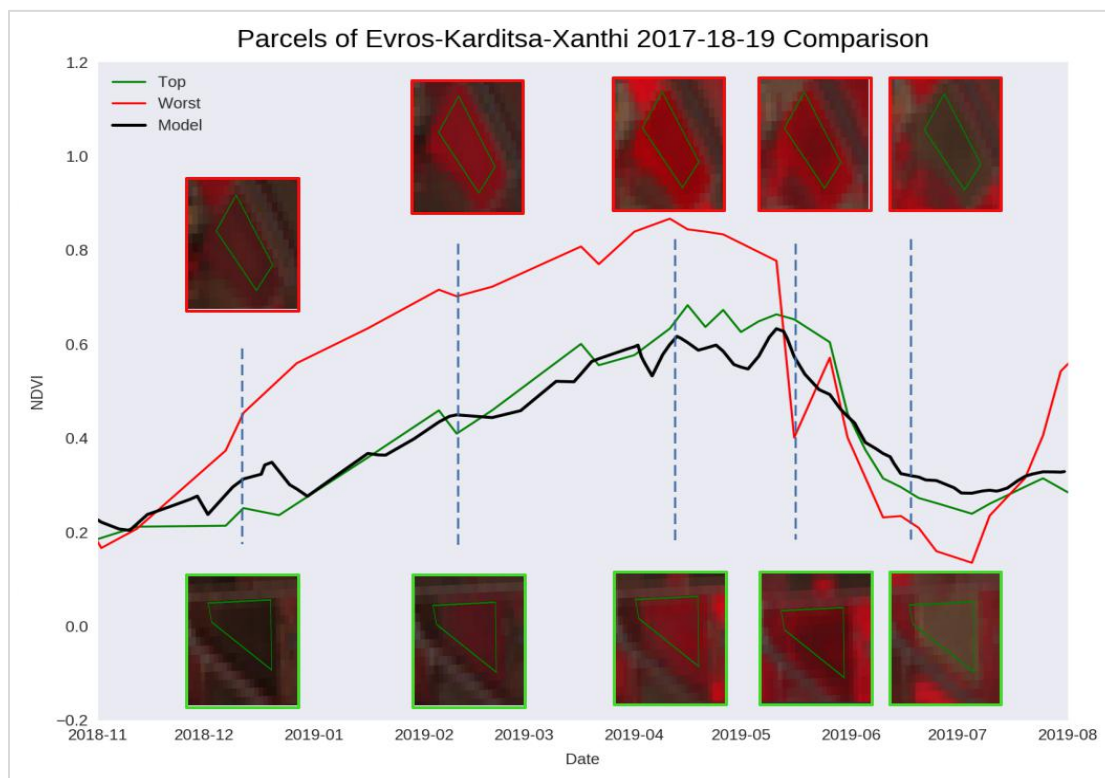 Parcels of Evros-Karditsa-Xanthi 2017-18-19 Comparison
1.2
Top
Worst
Model
1.0
0.8
0.6
0.4
0.2
0.0
−0.2
NDVI
2018-11 2018-12 2019-01 2019-02 2019-03 2019-04 2019-05 2019-06 2019-07 2019-08
Date